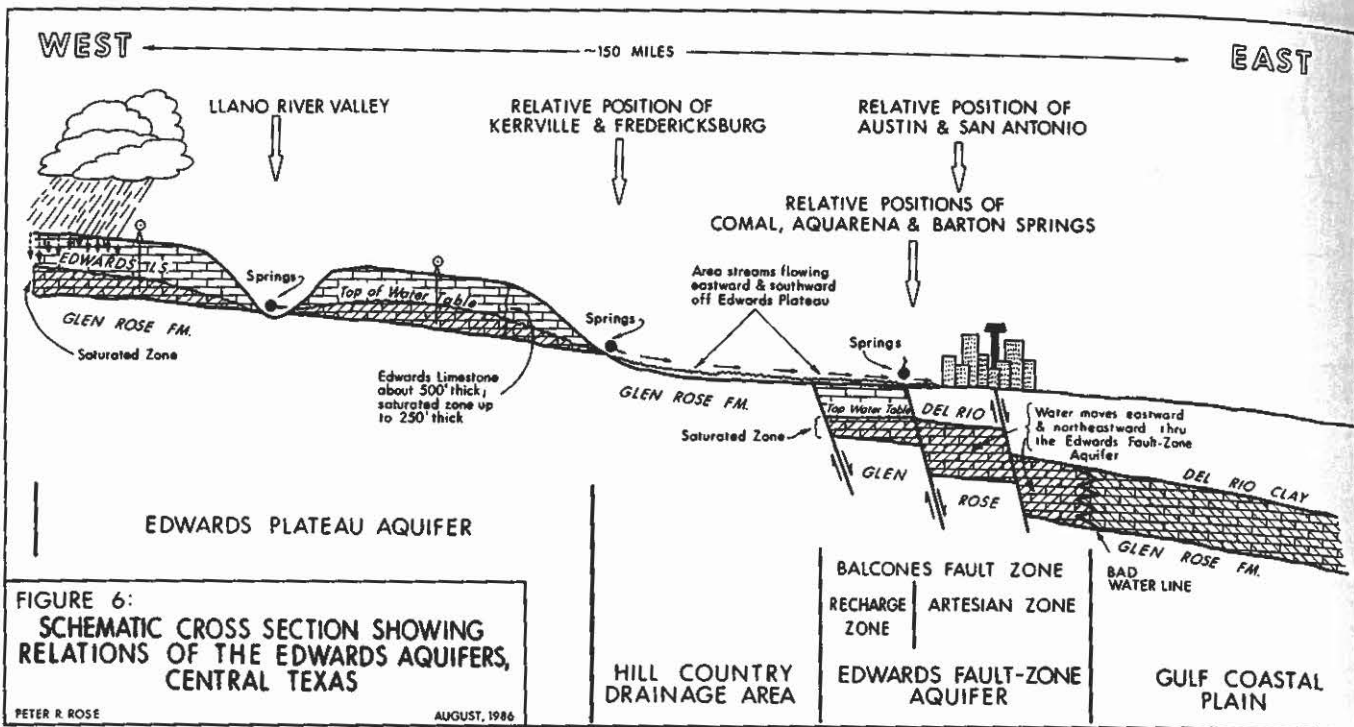 WEST
~150 MILES
EAST
LLANO RIVER VALLEY
RELATIVE POSITION OF
KERRVILLE & FREDERICKSBURG
RELATIVE POSITION OF
AUSTIN & SAN ANTONIO
RELATIVE POSITIONS OF
COMAL, AQUARENA & BARTON SPRINGS
EDWARDS LS.
GLEN ROSE FM.
Saturated Zone
Springs
Top of Water Table
Edwards Limestone
about 500' thick;
saturated zone up
to 250' thick
Springs
Area streams flowing
eastward & southward
off Edwards Plateau
GLEN ROSE FM.
Springs
Top Water Table
Saturated Zone
DEL RIO
GLEN
ROSE
Water moves eastward
& northeastward thru
the Edwards Fault-Zone
Aquifer
DEL RIO CLAY
GLEN ROSE FM.
BAD
WATER LINE
EDWARDS PLATEAU AQUIFER
BALCONES FAULT ZONE
RECHARGE
ZONE
ARTESIAN ZONE
HILL COUNTRY
DRAINAGE AREA
EDWARDS FAULT-ZONE
AQUIFER
GULF COASTAL
PLAIN
FIGURE 6:
SCHEMATIC CROSS SECTION SHOWING
RELATIONS OF THE EDWARDS AQUIFERS,
CENTRAL TEXAS
PETER R. ROSE
AUGUST, 1986